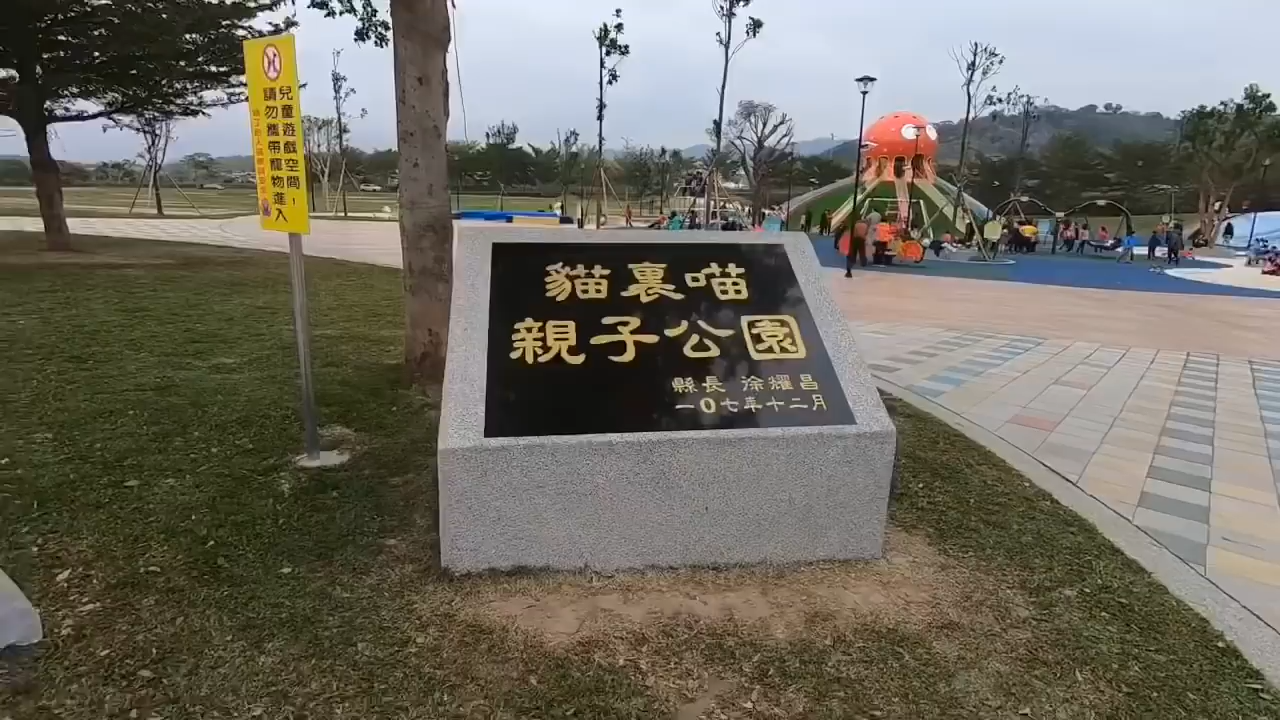 兒童遊戲空間，
請勿攜帶寵物進入
貓裏喵
親子公園
縣長 徐耀昌
一0七年十二月